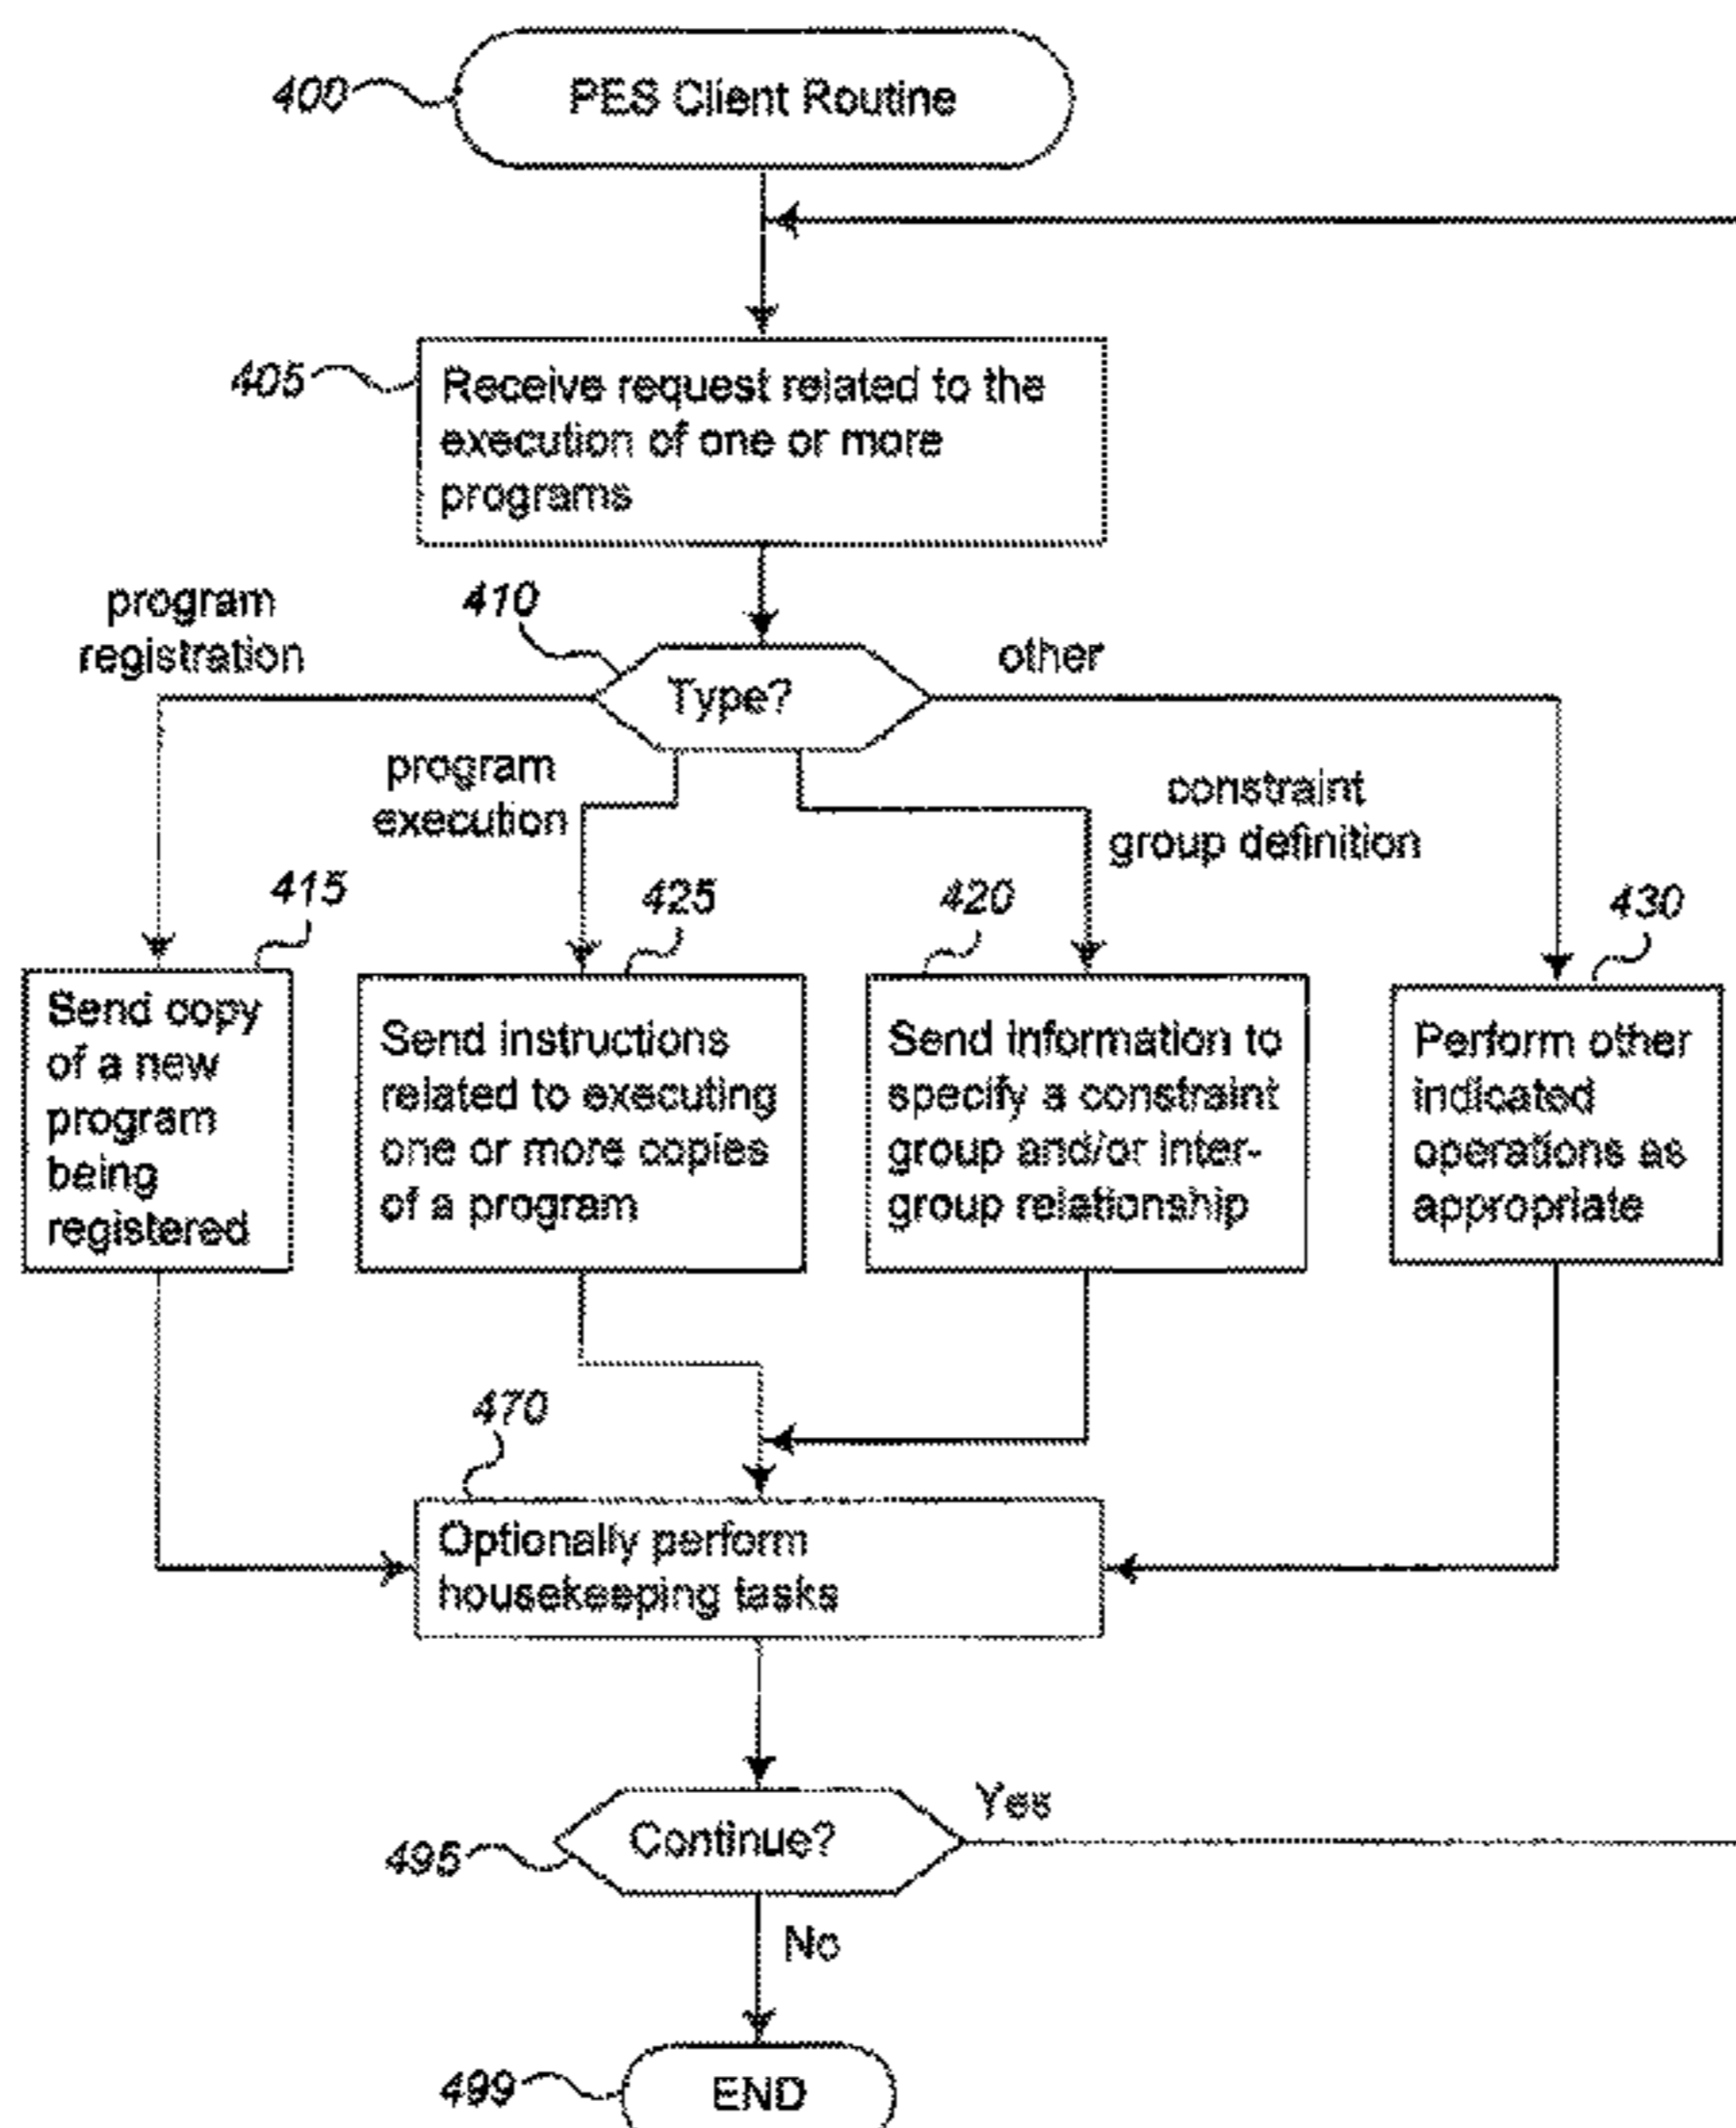 400
PES Client Routine
405
Receive request related to the
execution of one or more
programs
program
registration
410
Type?
other
program
execution
constraint
group definition
415
425
420
430
Send copy
of a new
program
being
registered
Send instructions
related to executing
one or more copies
of a program
Send information to
specify a constraint
group and/or inter-
group relationship
Perform other
indicated
operations as
appropriate
470
Optionally perform
housekeeping tasks
495
Continue?
Yes
No
499
END